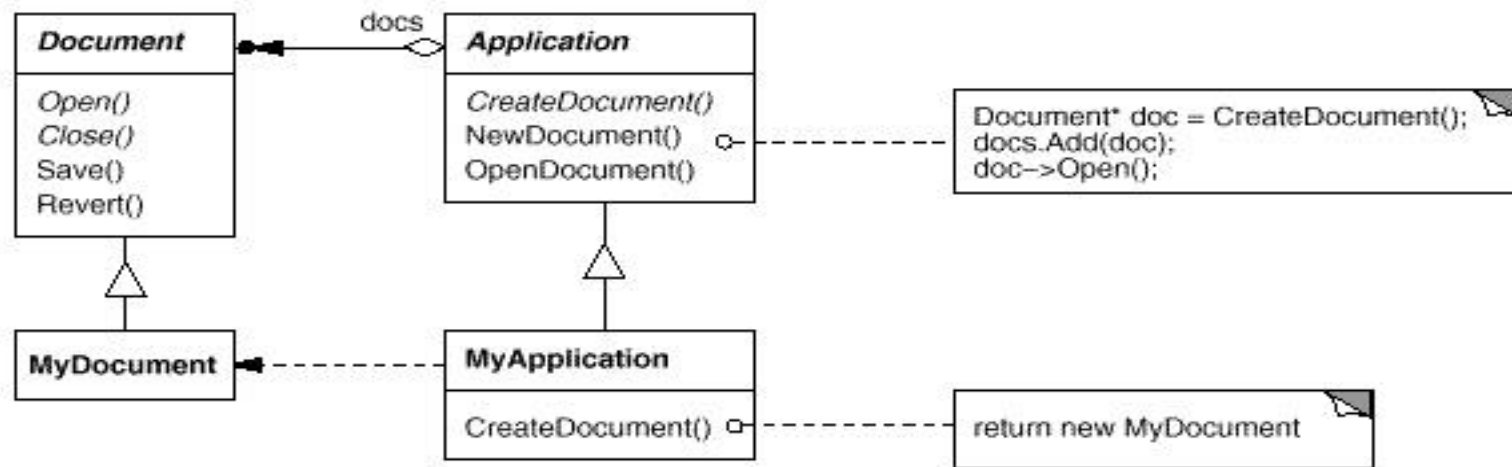 docs
Document
Open()
Close()
Save()
Revert()
Application
CreateDocument()
NewDocument()
OpenDocument()
Document* doc = CreateDocument();
docs.Add(doc);
doc->Open();
MyDocument
MyApplication
CreateDocument()
return new MyDocument